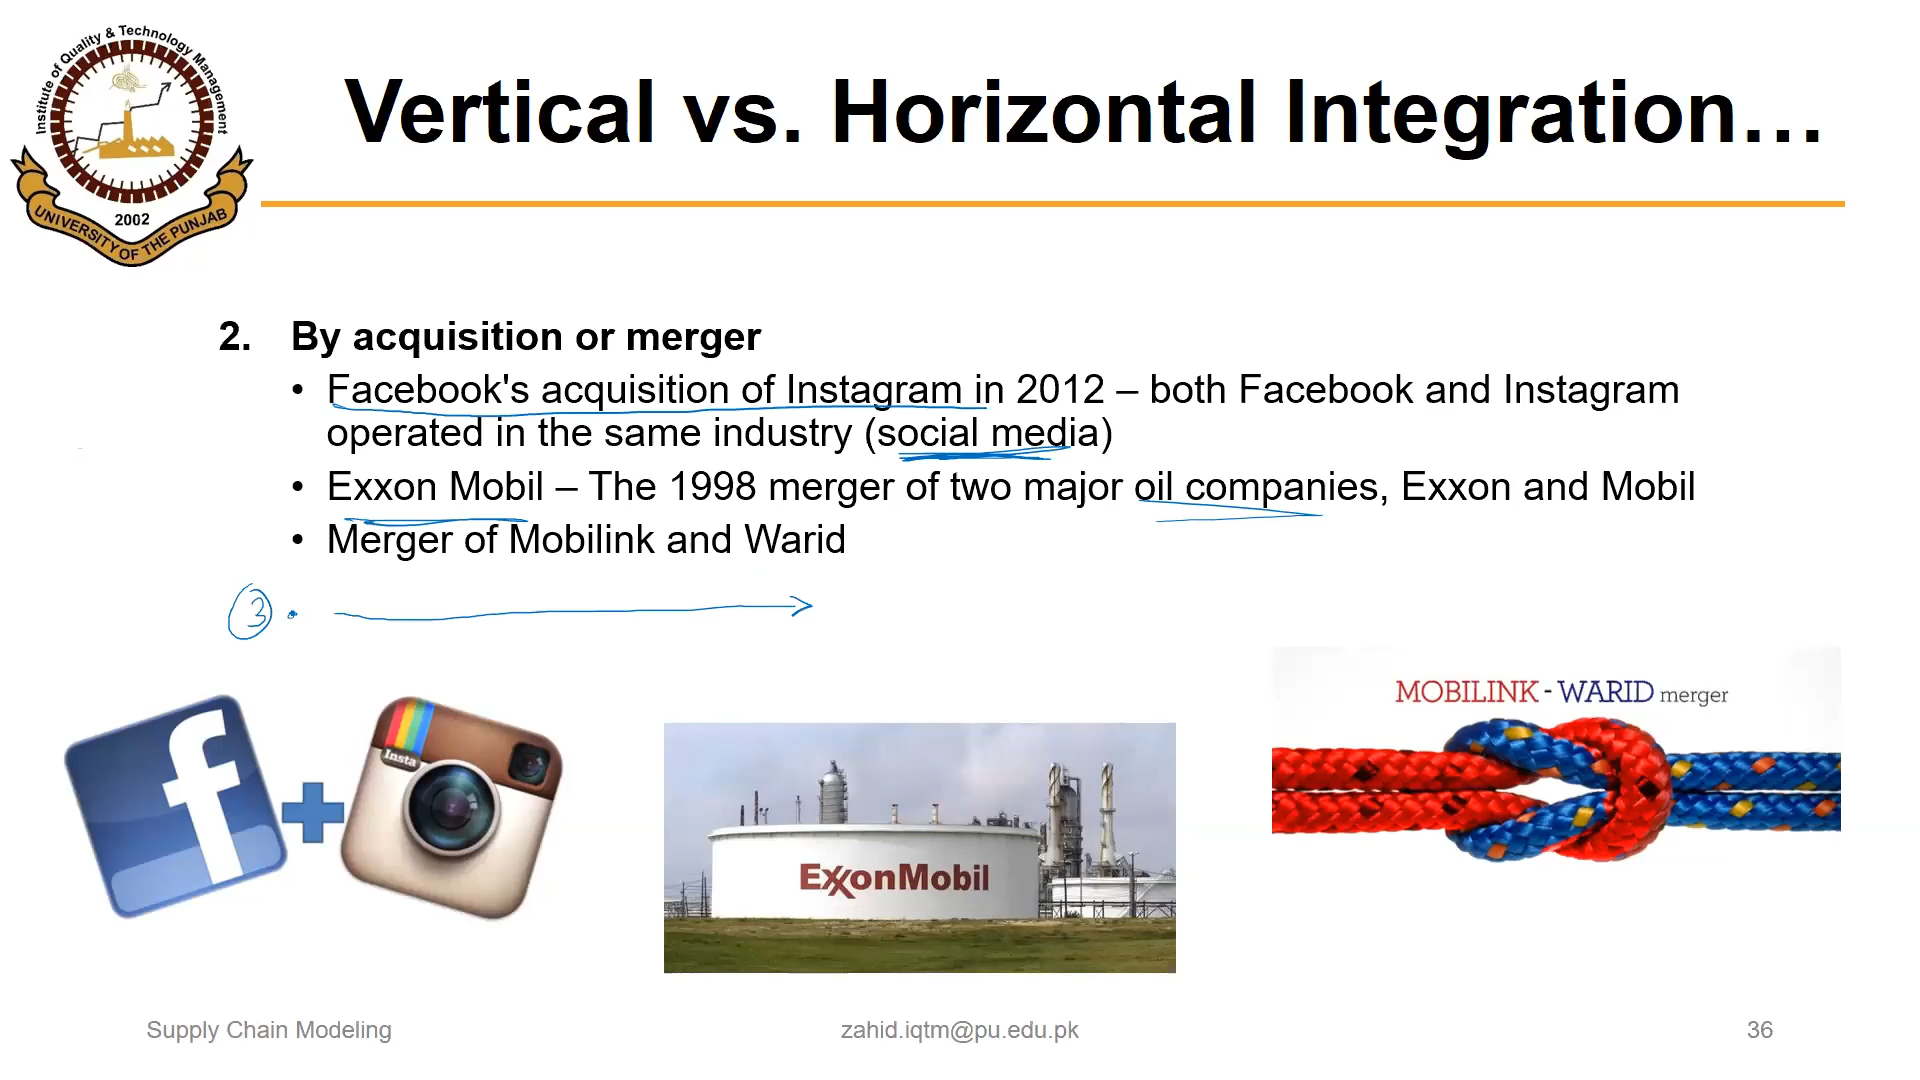 Institute of Quality & Technology Management
2002
UNIVERSITY OF THE PUNJAB
Vertical vs. Horizontal Integration…
2. By acquisition or merger
• Facebook's acquisition of Instagram in 2012 – both Facebook and Instagram
operated in the same industry (social media)
• Exxon Mobil – The 1998 merger of two major oil companies, Exxon and Mobil
• Merger of Mobilink and Warid
3.
f
Insta
ExxonMobil
MOBILINK - WARID merger
Supply Chain Modeling
zahid.iqtm@pu.edu.pk
36